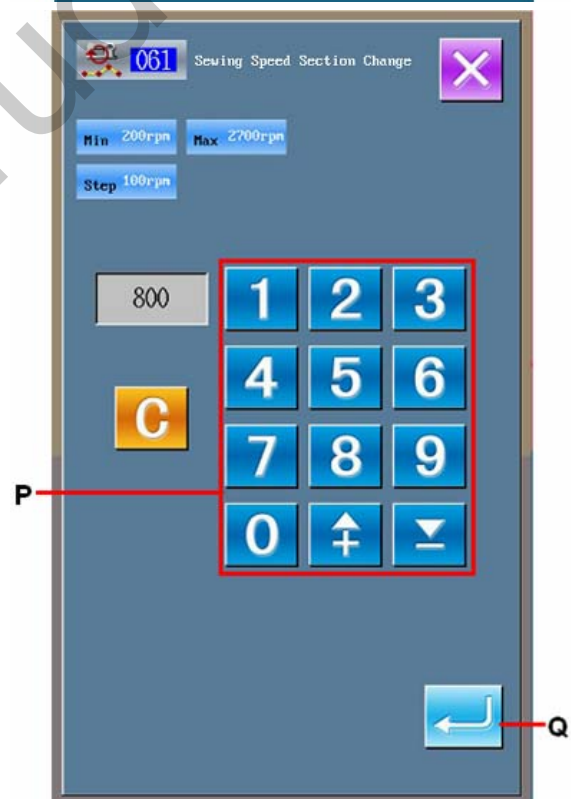 061 Sewing Speed Section Change
Min 200rpm Max 2700rpm
Step 100rpm
800 1 2 3
4 5 6
C
7 8 9
P
0
Q